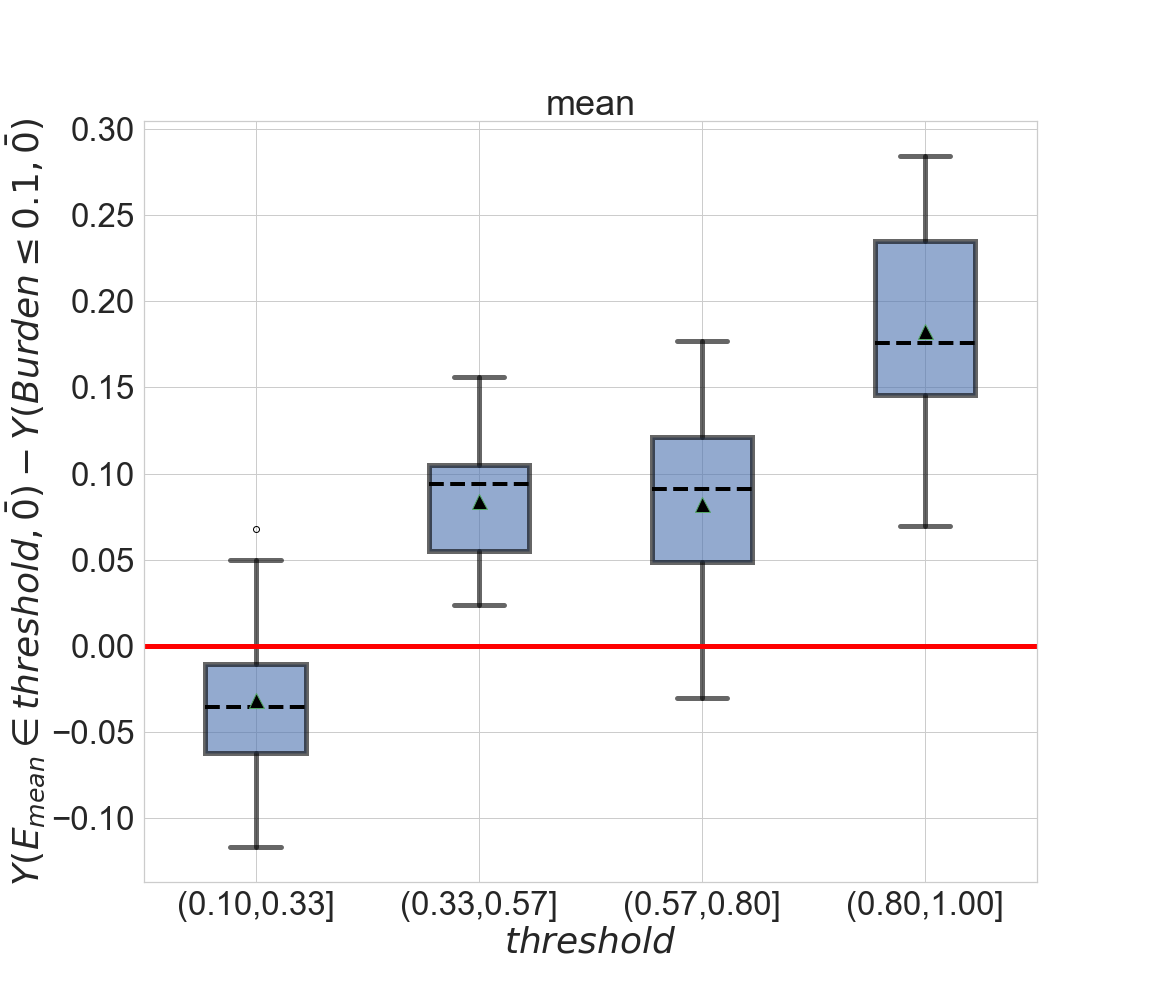 mean
Y(E_mean ∈ threshold, 0̄) − Y(Burden ≤ 0.1, 0̄)
0.30
0.25
0.20
0.15
0.10
0.05
0.00
−0.05
−0.10
(0.10,0.33] (0.33,0.57] (0.57,0.80] (0.80,1.00]
threshold